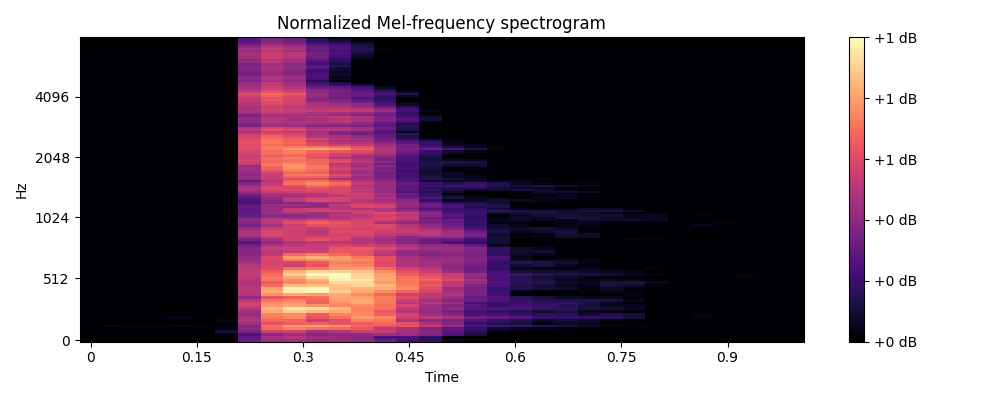 Normalized Mel-frequency spectrogram
Hz
4096
2048
1024
512
0
0 0.15 0.3 0.45 0.6 0.75 0.9
Time
+1 dB
+1 dB
+1 dB
+0 dB
+0 dB
+0 dB